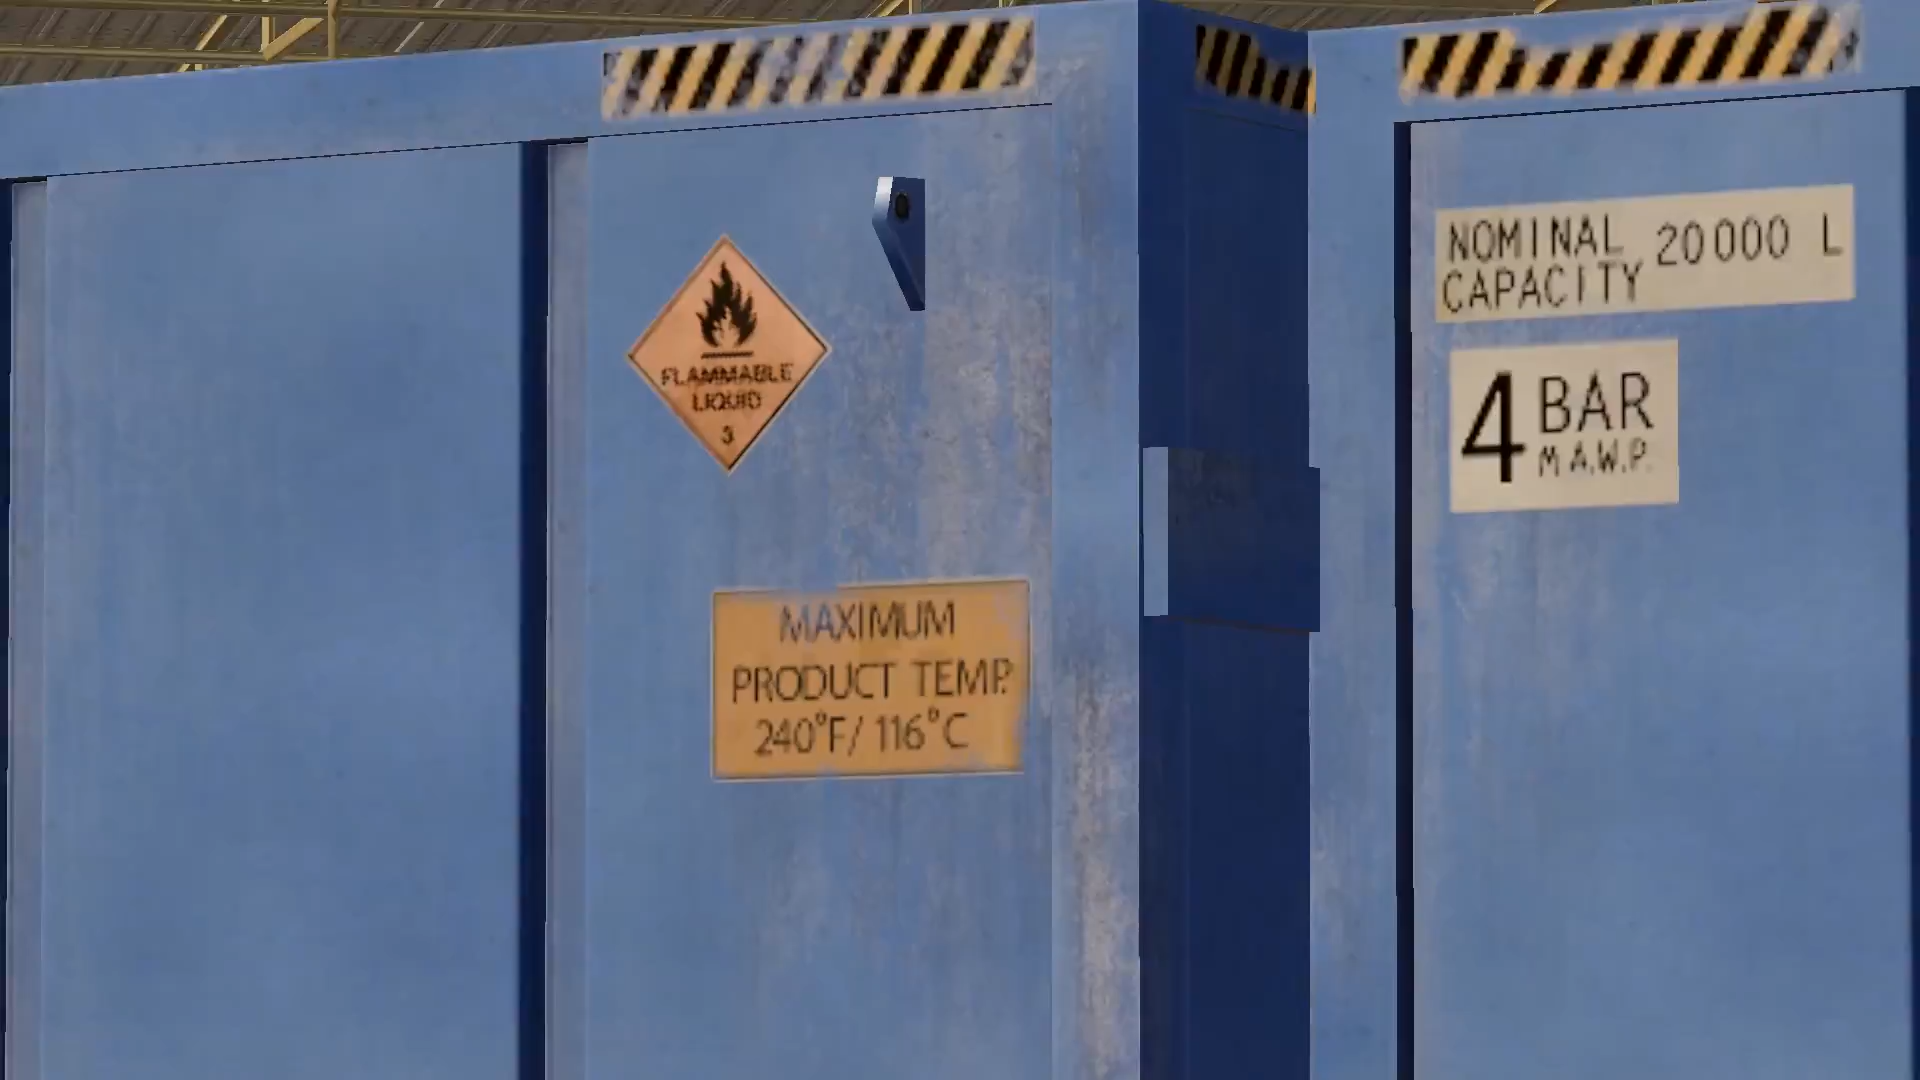 FLAMMABLE
LIQUID
3
MAXIMUM
PRODUCT TEMP.
240°F/ 116°C
NOMINAL
CAPACITY 20000 L
4 BAR
M.A.W.P.